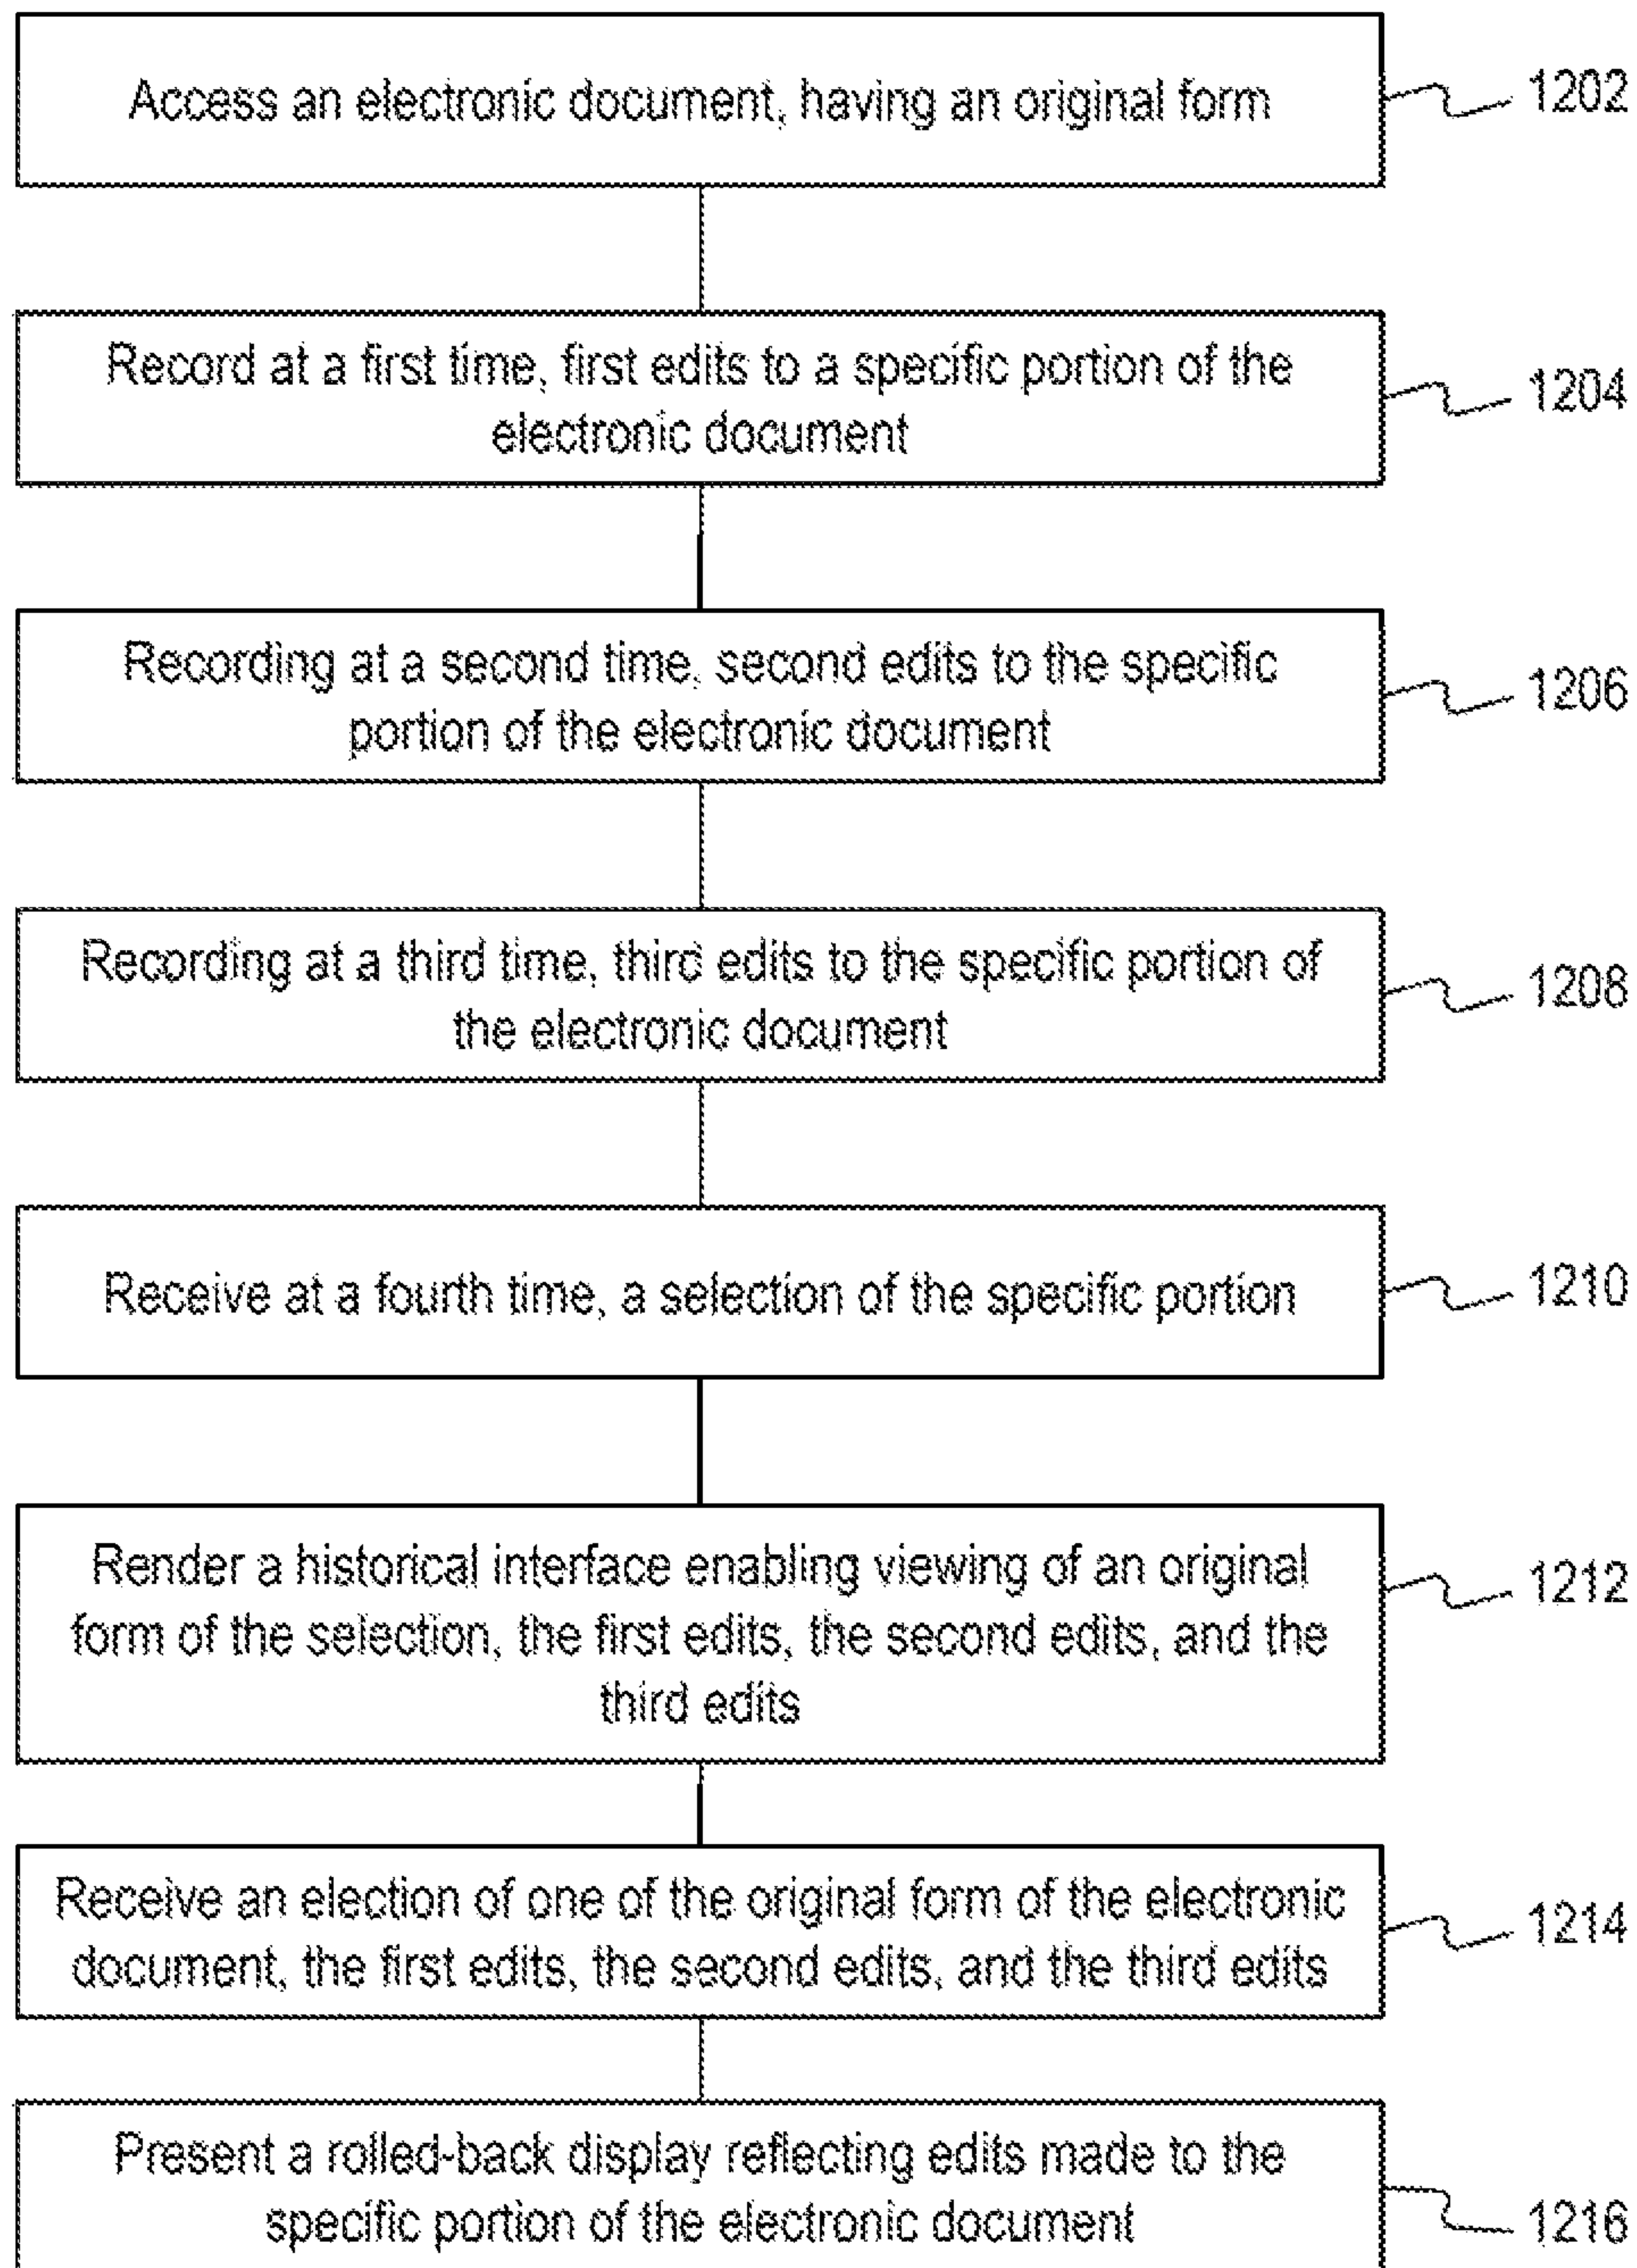 Access an electronic document, having an original form
1202
Record at a first time, first edits to a specific portion of the
electronic document
1204
Recording at a second time, second edits to the specific
portion of the electronic document
1206
Recording at a third time, third edits to the specific portion of
the electronic document
1208
Receive at a fourth time, a selection of the specific portion
1210
Render a historical interface enabling viewing of an original
form of the selection, the first edits, the second edits, and the
third edits
1212
Receive an election of one of the original form of the electronic
document, the first edits, the second edits, and the third edits
1214
Present a rolled-back display reflecting edits made to the
specific portion of the electronic document
1216